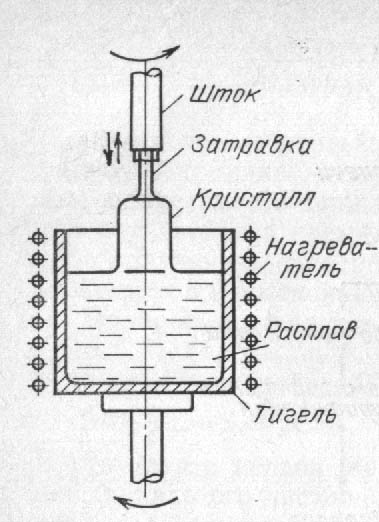 Шток
Затравка
Кристалл
Нагрева-
тель
Расплав
Тигель